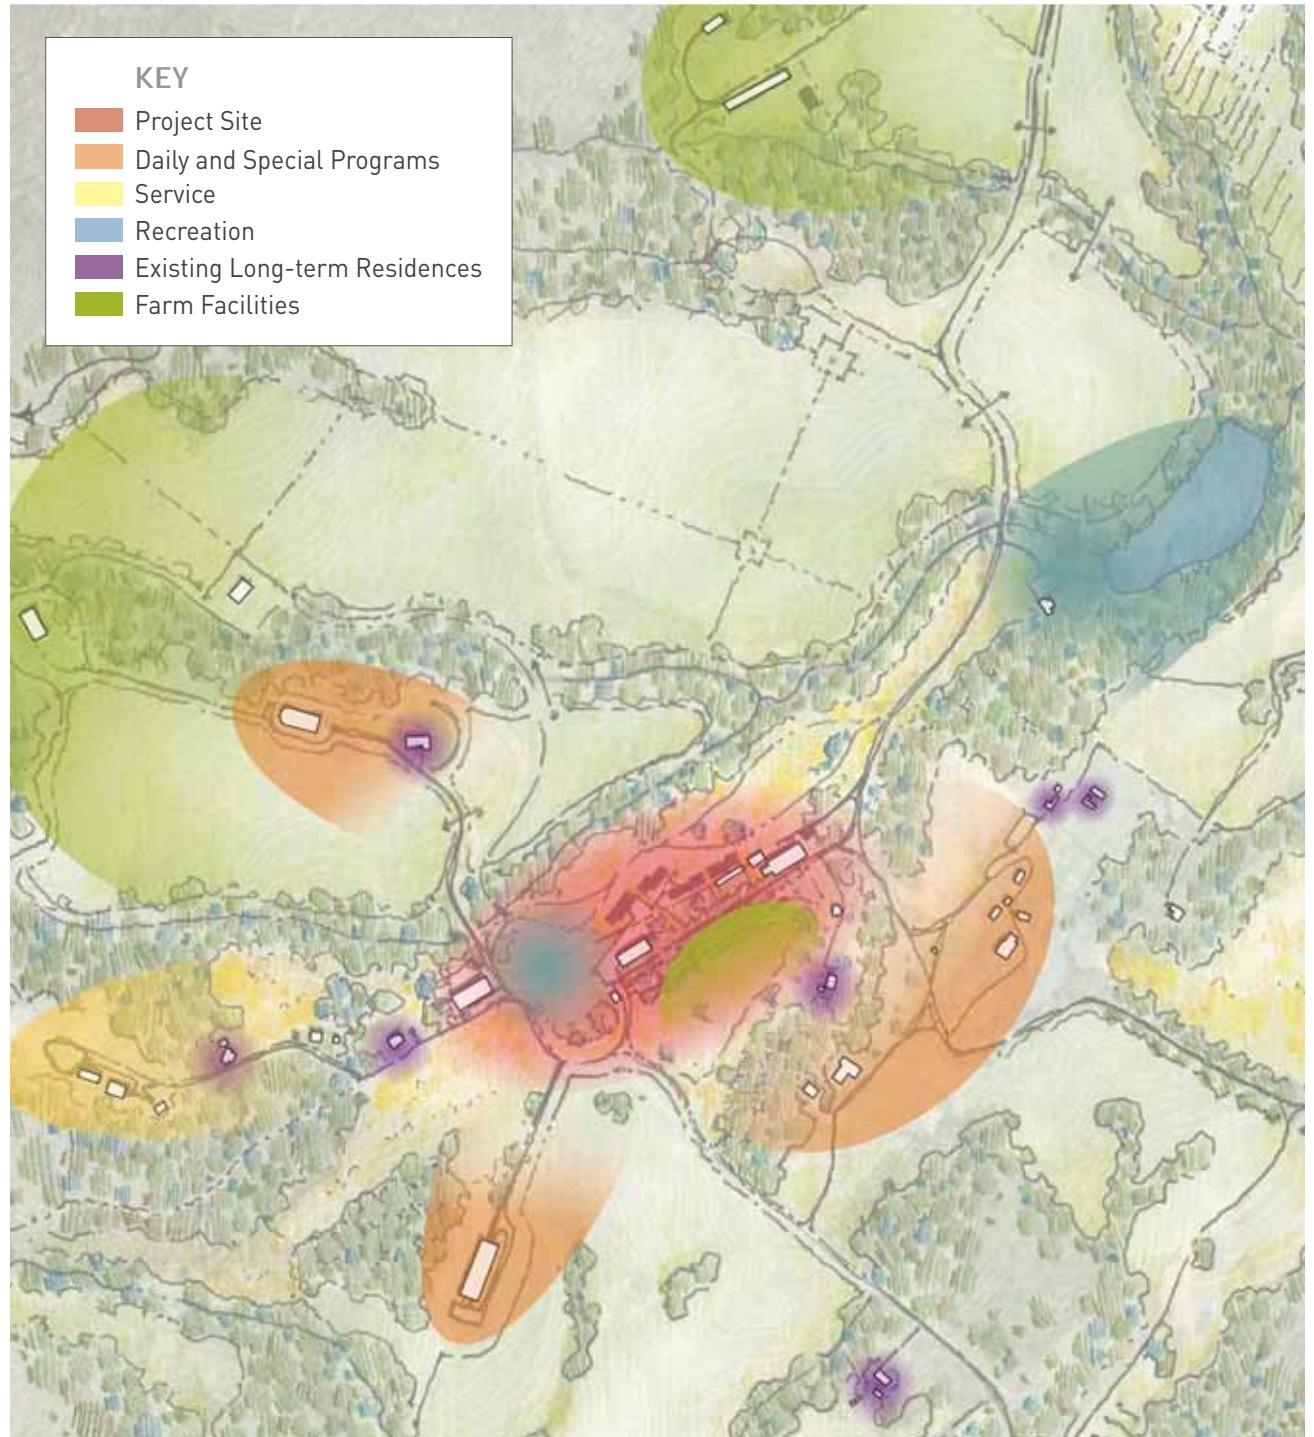 KEY
Project Site
Daily and Special Programs
Service
Recreation
Existing Long-term Residences
Farm Facilities